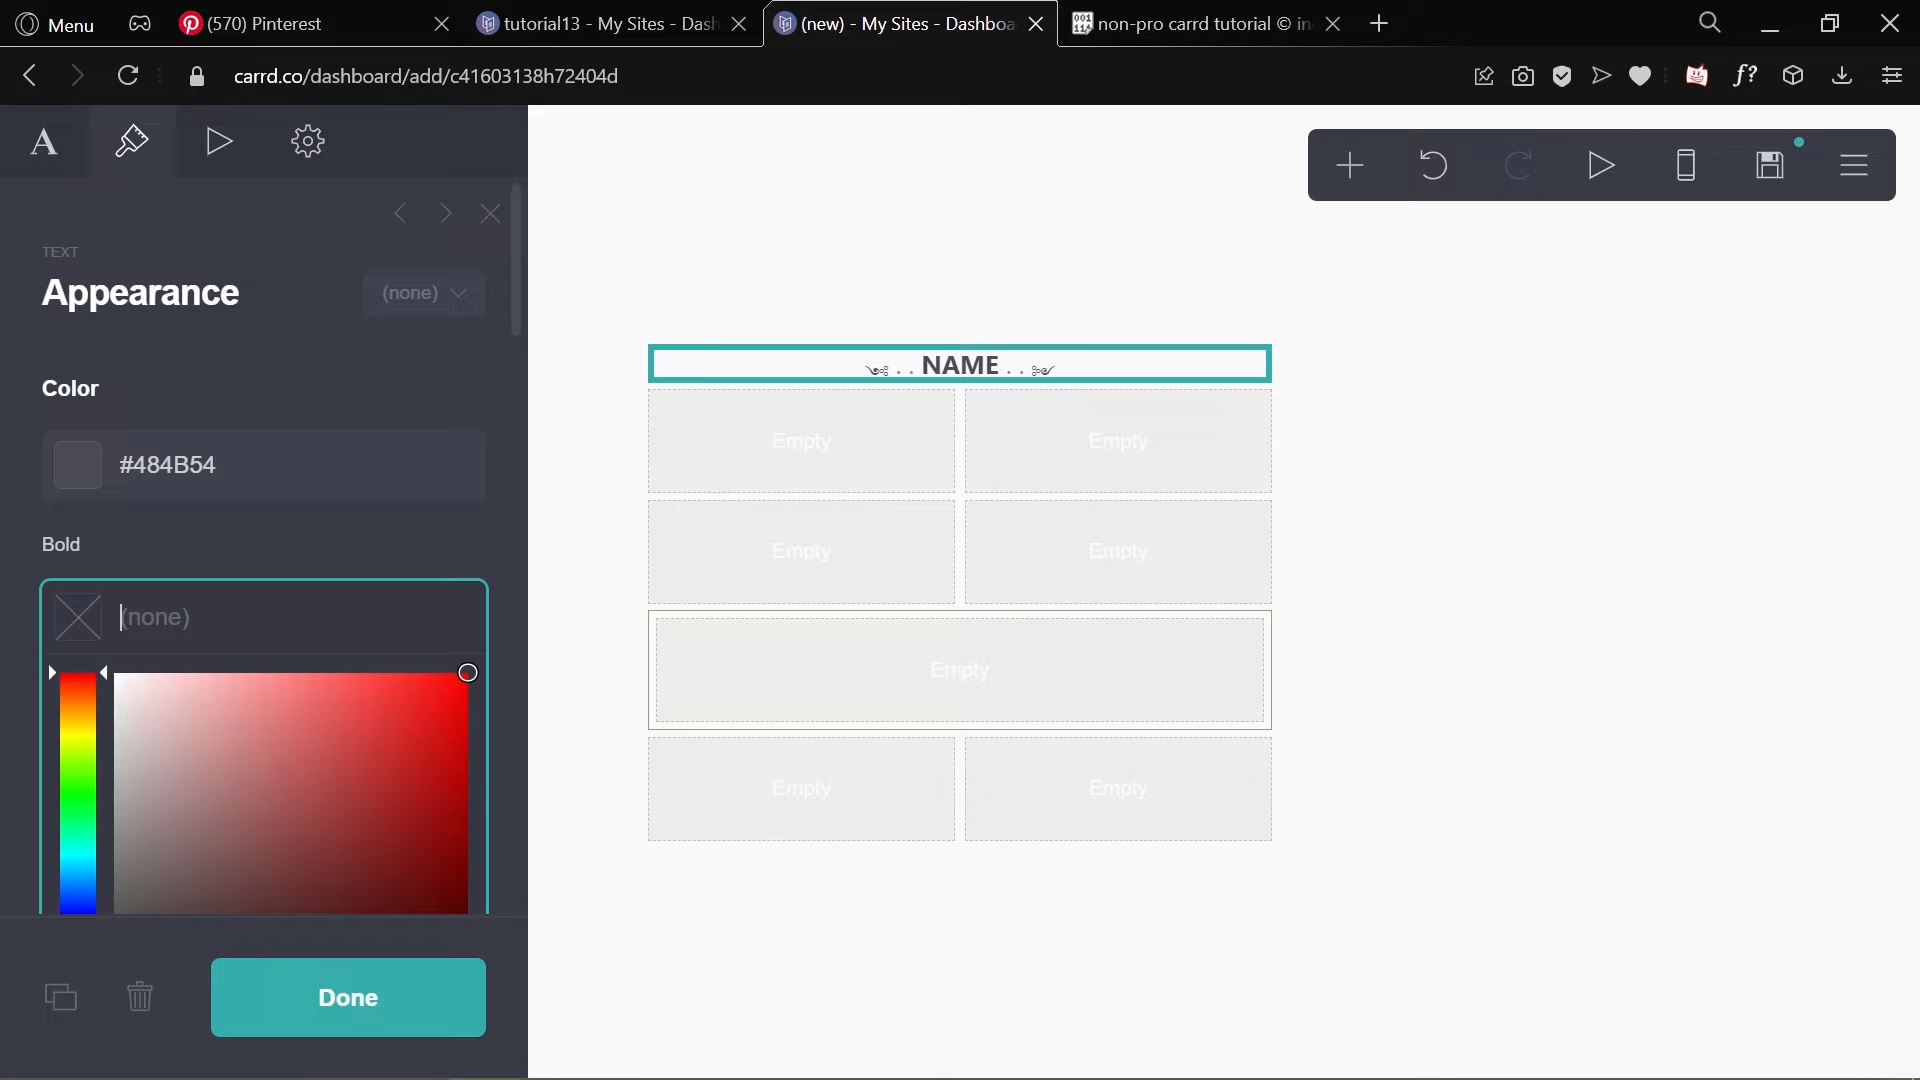 Menu
(570) Pinterest
tutorial13 - My Sites - Dash
(new) - My Sites - Dashboa
non-pro carrd tutorial © in
carrd.co/dashboard/add/c41603138h72404d
f?
A
TEXT
Appearance
(none)
Color
#484B54
Bold
(none)
Done
. . NAME . .
Empty
Empty
Empty
Empty
Empty
Empty
Empty